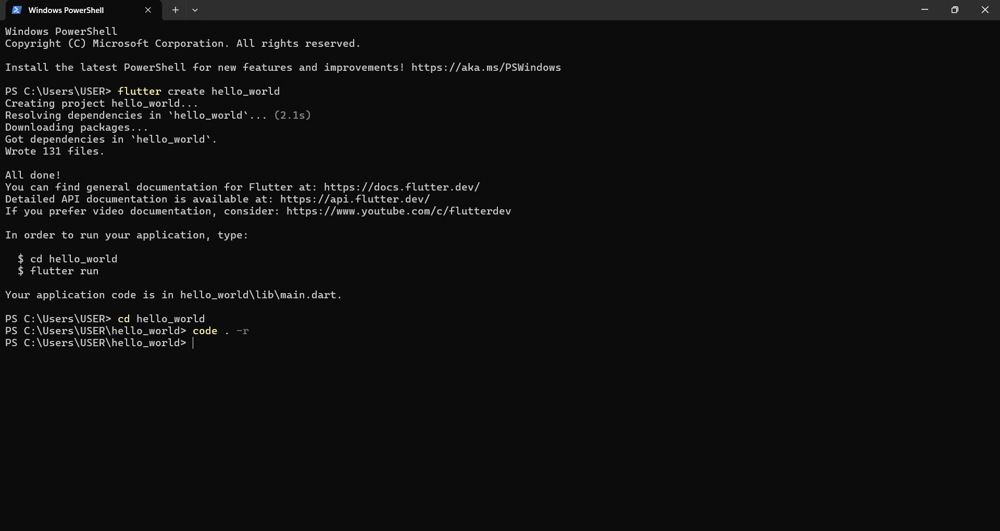 Windows PowerShell
Windows PowerShell
Copyright (C) Microsoft Corporation. All rights reserved.
Install the latest PowerShell for new features and improvements! https://aka.ms/PSWindows
PS C:\Users\USER> flutter create hello_world
Creating project hello_world...
Resolving dependencies in `hello_world`... (2.1s)
Downloading packages...
Got dependencies in `hello_world`.
Wrote 131 files.
All done!
You can find general documentation for Flutter at: https://docs.flutter.dev/
Detailed API documentation is available at: https://api.flutter.dev/
If you prefer video documentation, consider: https://www.youtube.com/c/flutterdev
In order to run your application, type:
$ cd hello_world
$ flutter run
Your application code is in hello_world\lib\main.dart.
PS C:\Users\USER> cd hello_world
PS C:\Users\USER\hello_world> code . -r
PS C:\Users\USER\hello_world>